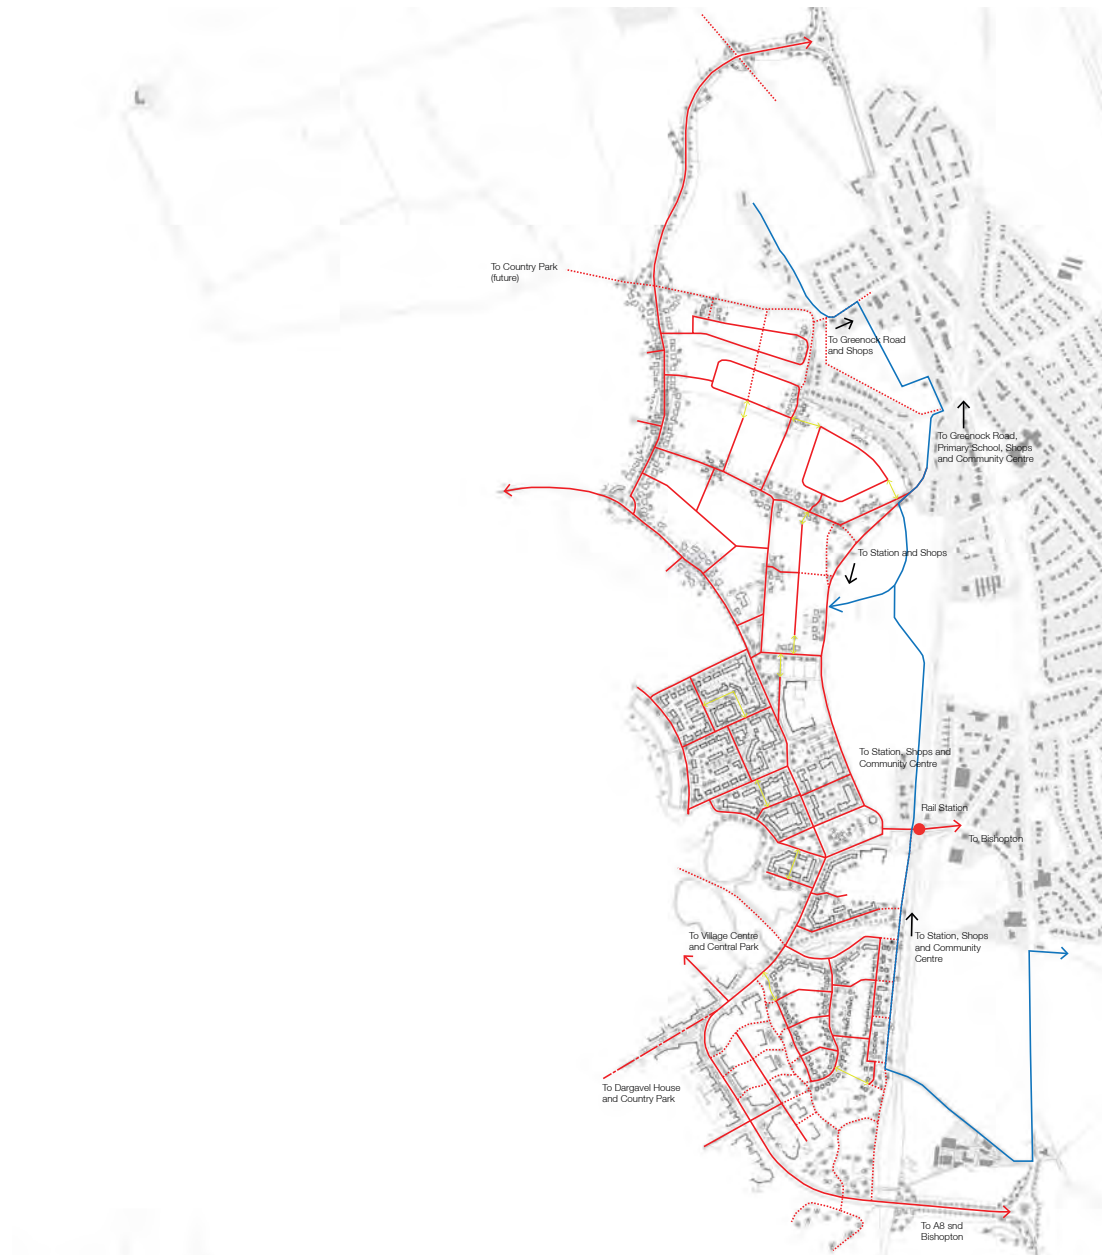 To Country Park
(future)
To Greenock Road
and Shops
To Greenock Road,
Primary School, Shops
and Community Centre
To Station and Shops
To Station, Shops and
Community Centre
Rail Station
To Bishopton
To Village Centre
and Central Park
To Station, Shops
and Community
Centre
To Dargavel House
and Country Park
To A8 snd
Bishopton